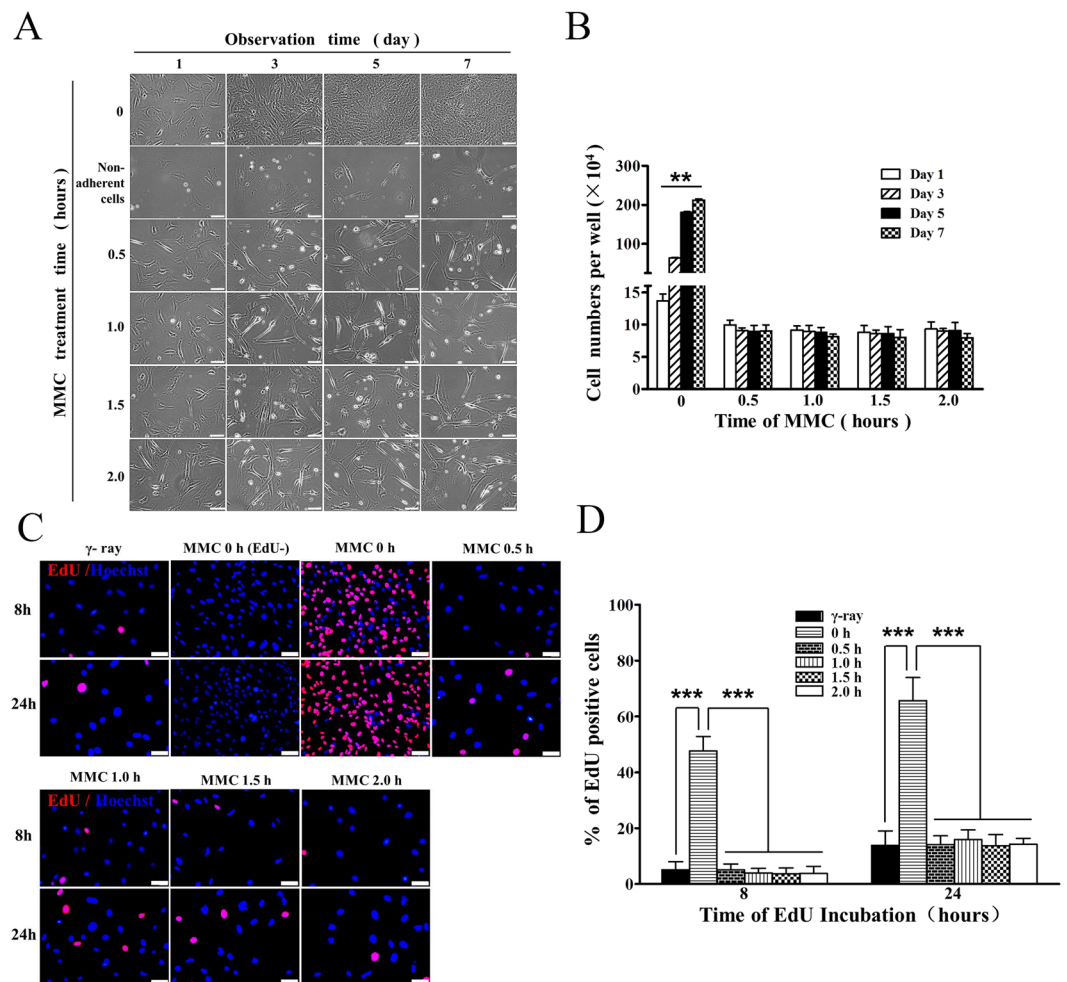 A
Observation time ( day )
1 3 5 7
MMC treatment time ( hours )
0
Non-
adherent
cells
0.5
1.0
1.5
2.0
B
Cell numbers per well (×10⁴)
300
200
100
15
10
5
0
**
Day 1
Day 3
Day 5
Day 7
0 0.5 1.0 1.5 2.0
Time of MMC ( hours )
C
γ- ray MMC 0 h (EdU-) MMC 0 h MMC 0.5 h
EdU /Hoechst
8h
24h
MMC 1.0 h MMC 1.5 h MMC 2.0 h
EdU / Hoechst
8h
24h
D
% of EdU positive cells
100
80
60
40
20
0
γ-ray
0 h
0.5 h
1.0 h
1.5 h
2.0 h
*** *** *** ***
8 24
Time of EdU Incubation（hours）